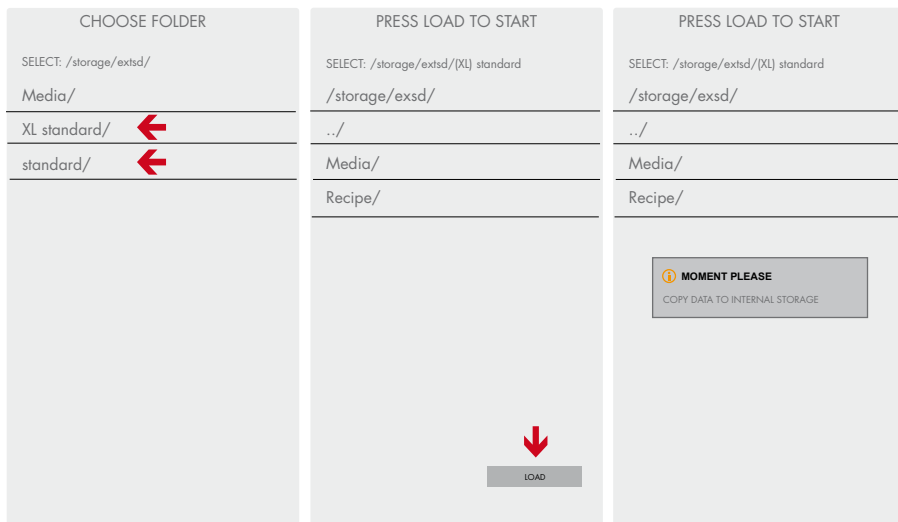 CHOOSE FOLDER
SELECT: /storage/extsd/
Media/
XL standard/
standard/
PRESS LOAD TO START
SELECT: /storage/extsd/(XL) standard
/storage/exsd/
../
Media/
Recipe/
LOAD
PRESS LOAD TO START
SELECT: /storage/extsd/(XL) standard
/storage/exsd/
../
Media/
Recipe/
MOMENT PLEASE
COPY DATA TO INTERNAL STORAGE